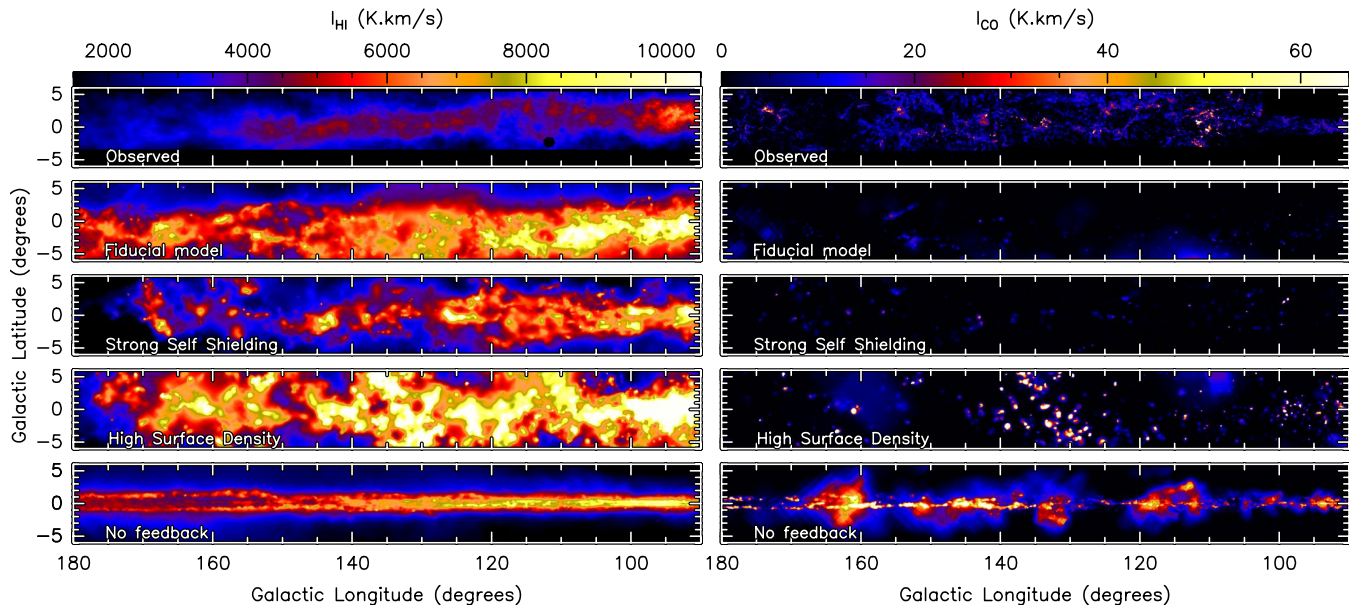 I_HI (K.km/s)
I_CO (K.km/s)
2000 4000 6000 8000 10000
0 20 40 60
5 0 −5
Observed
Observed
5 0 −5
Fiducial model
Fiducial model
5 0 −5
Strong Self Shielding
Strong Self Shielding
5 0 −5
High Surface Density
High Surface Density
5 0 −5
No feedback
No feedback
180 160 140 120 100
180 160 140 120 100
Galactic Longitude (degrees)
Galactic Longitude (degrees)
Galactic Latitude (degrees)